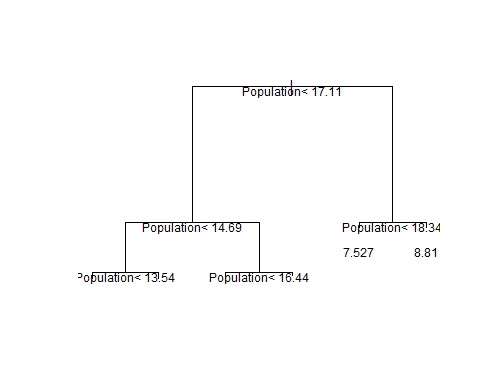 Population< 17.11
Population< 14.69
Population< 18.34
7.527
8.81
Population< 13.54
Population< 16.44